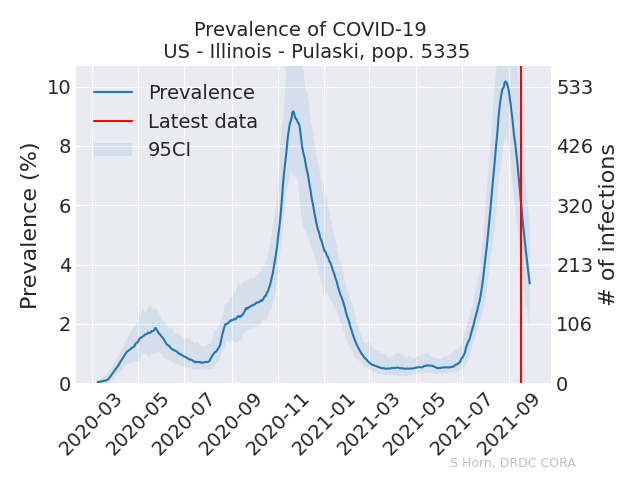 Prevalence of COVID-19
US - Illinois - Pulaski, pop. 5335
Prevalence
Latest data
95CI
Prevalence (%)
10
8
6
4
2
0
533
426
320
213
106
0
# of infections
2020-03
2020-05
2020-07
2020-09
2020-11
2021-01
2021-03
2021-05
2021-07
2021-09
S Horn, DRDC CORA